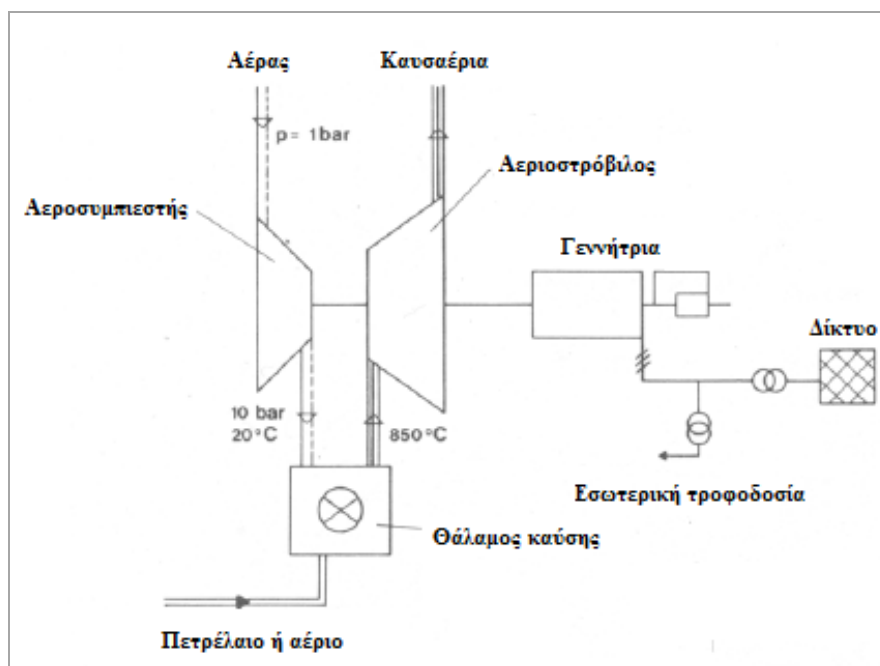 Αέρας
Καυσαέρια
p= 1bar
Αεριοστρόβιλος
Αεροσυμπιεστής
Γεννήτρια
Δίκτυο
10 bar
20°C
850°C
Εσωτερική τροφοδοσία
Θάλαμος καύσης
Πετρέλαιο ή αέριο